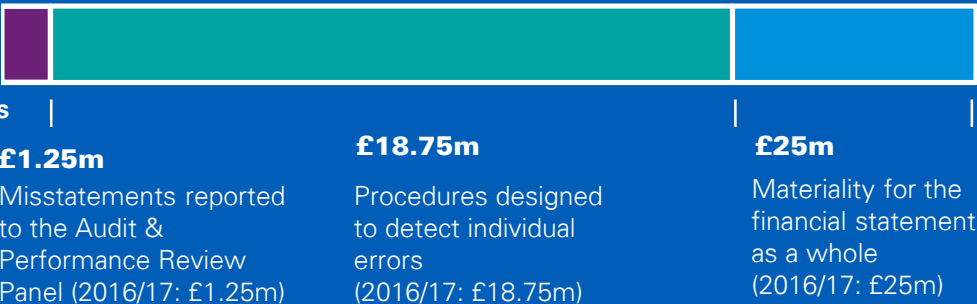 s
£1.25m
Misstatements reported
to the Audit &
Performance Review
Panel (2016/17: £1.25m)
£18.75m
Procedures designed
to detect individual
errors
(2016/17: £18.75m)
£25m
Materiality for the
financial statement
as a whole
(2016/17: £25m)